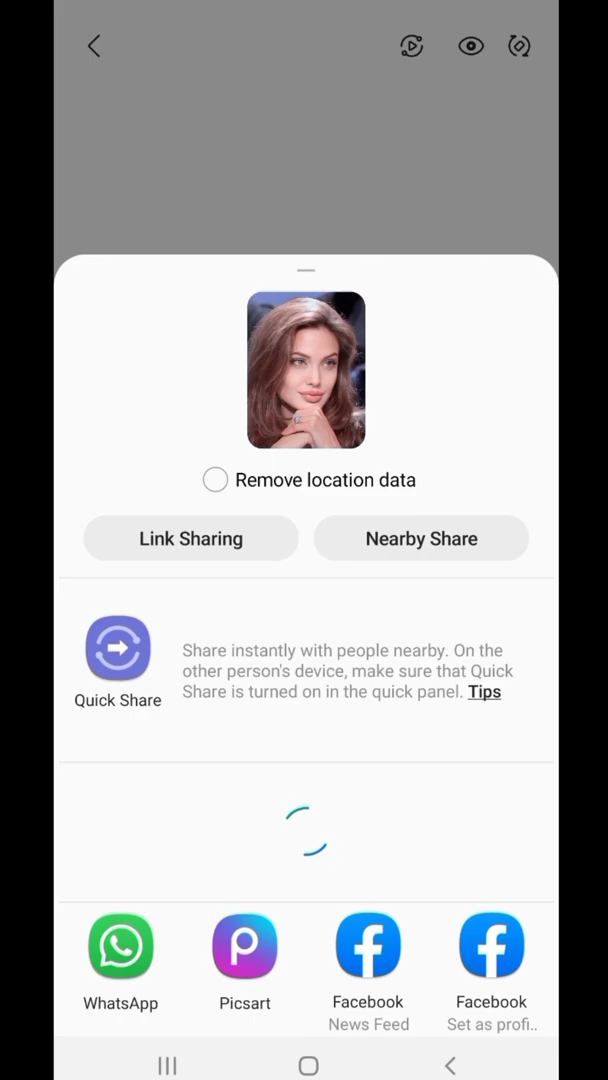 Remove location data
Link Sharing
Nearby Share
Share instantly with people nearby. On the
other person's device, make sure that Quick
Share is turned on in the quick panel. Tips
Quick Share
WhatsApp
Picsart
Facebook
News Feed
Facebook
Set as profi..